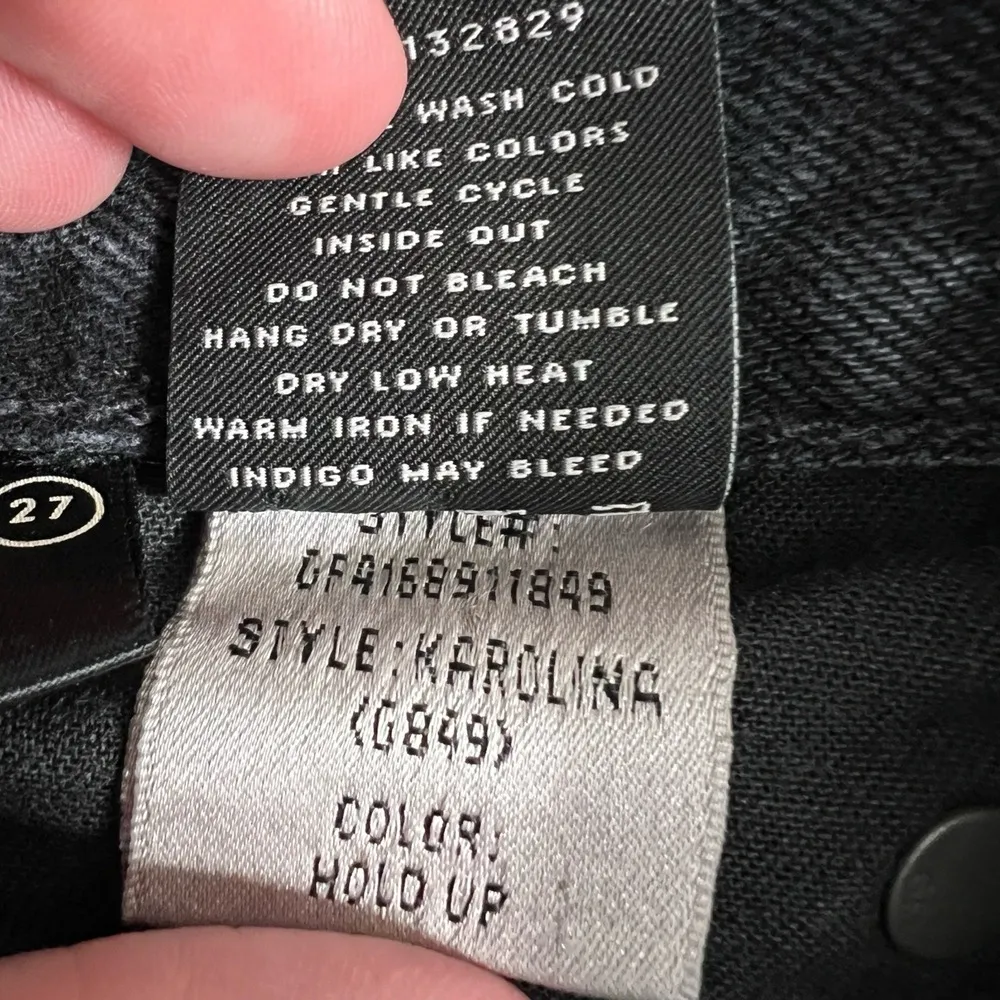 132829
WASH COLD
LIKE COLORS
GENTLE CYCLE
INSIDE OUT
DO NOT BLEACH
HANG DRY OR TUMBLE
DRY LOW HEAT
WARM IRON IF NEEDED
INDIGO MAY BLEED
27
STYLE#:
GF4168911849
STYLE:KAROLINA
(G849)
COLOR:
HOLD UP